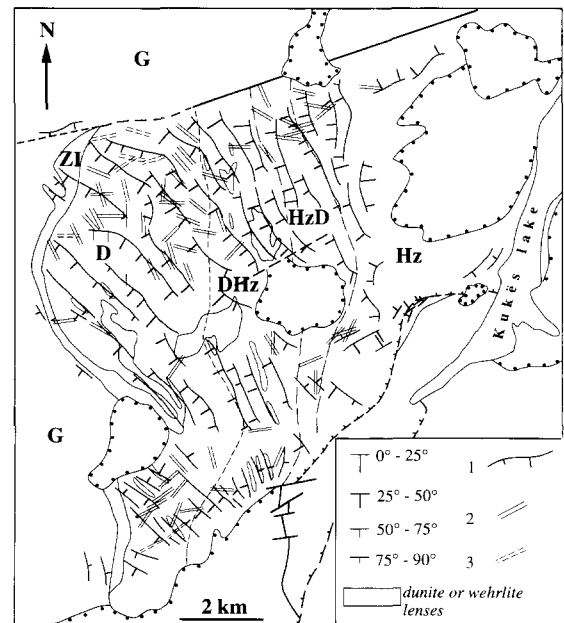 N
G
ZI
HzD
D
DHz
Hz
Kukës lake
G
0° - 25°
25° - 50°
50° - 75°
75° - 90°
1
2
3
dunite or wehrlite
lenses
2 km